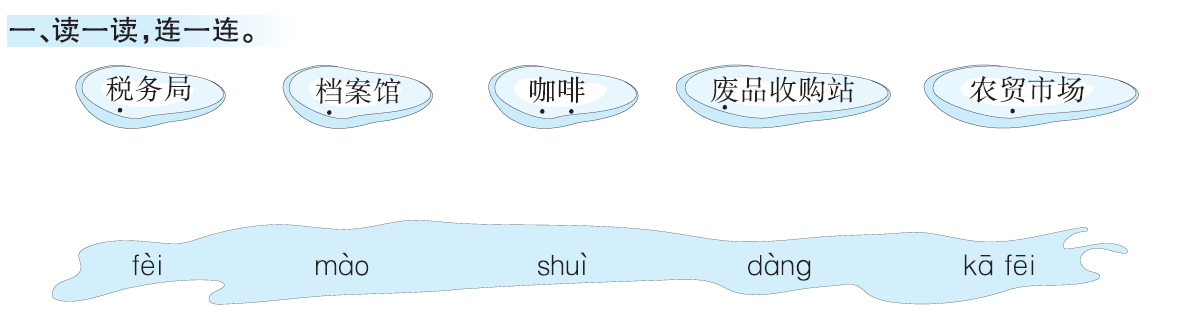 一、读一读,连一连。
税务局 档案馆 咖啡 废品收购站 农贸市场
fèi mào shuì dàng kā fēi